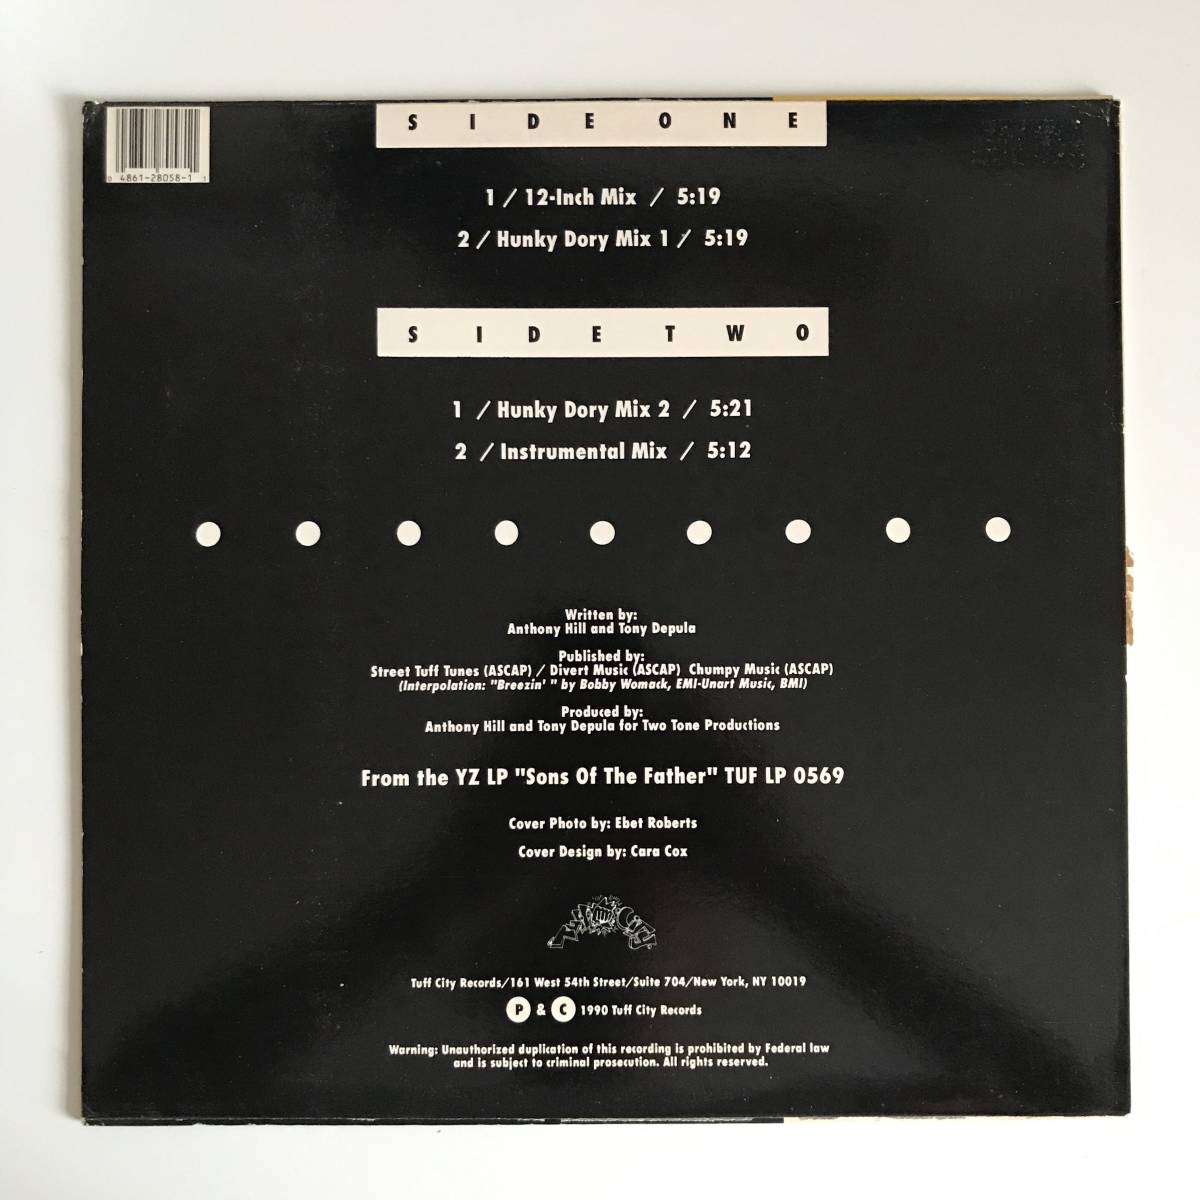 SIDE ONE
0 4861-28058-1 1
1 / 12-Inch Mix / 5:19
2 / Hunky Dory Mix 1 / 5:19
SIDE TWO
1 / Hunky Dory Mix 2 / 5:21
2 / Instrumental Mix / 5:12
Written by:
Anthony Hill and Tony Depula
Published by:
Street Tuff Tunes (ASCAP) / Divert Music (ASCAP) Chumpy Music (ASCAP)
(Interpolation: "Breezin' " by Bobby Womack, EMI-Unart Music, BMI)
Produced by:
Anthony Hill and Tony Depula for Two Tone Productions
From the YZ LP "Sons Of The Father" TUF LP 0569
Cover Photo by: Ebet Roberts
Cover Design by: Cara Cox
Tuff City
Tuff City Records/161 West 54th Street/Suite 704/New York, NY 10019
P & C 1990 Tuff City Records
Warning: Unauthorized duplication of this recording is prohibited by Federal law
and is subject to criminal prosecution. All rights reserved.